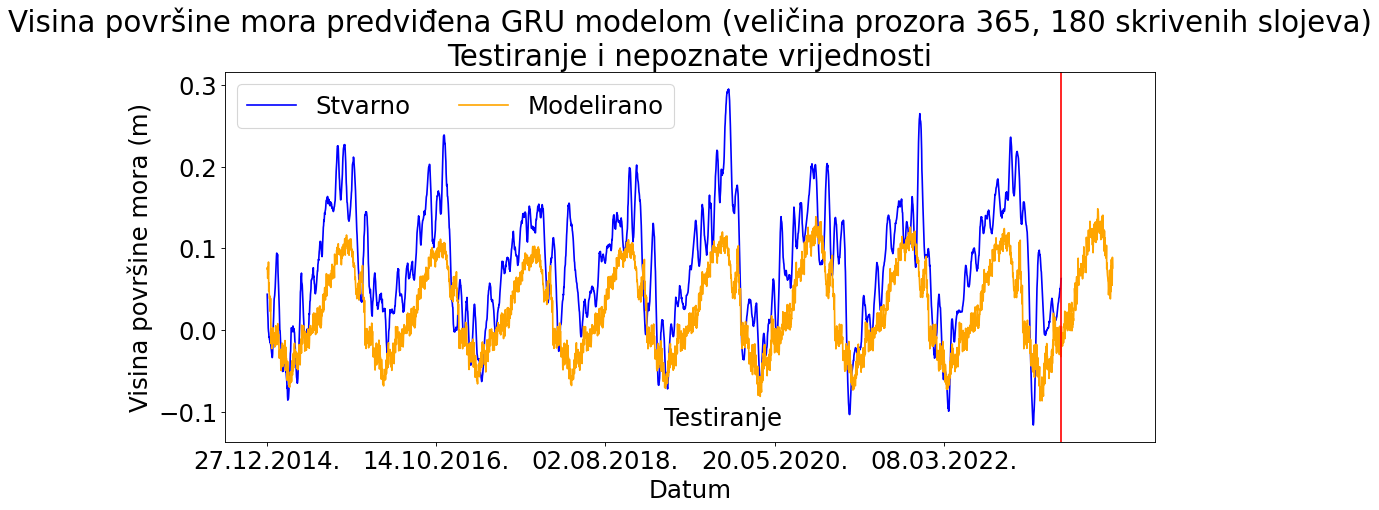 Visina površine mora predviđena GRU modelom (veličina prozora 365, 180 skrivenih slojeva)
Testiranje i nepoznate vrijednosti
Stvarno
Modelirano
0.3
0.2
0.1
0.0
−0.1
Visina površine mora (m)
Testiranje
27.12.2014.
14.10.2016.
02.08.2018.
20.05.2020.
08.03.2022.
Datum